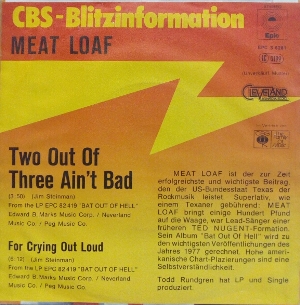 CBS-Blitzinformation
MEAT LOAF
Epic
CLEVELAND
Two Out Of
Three Ain't Bad
(Jim Steinman)
From the LP EPC 82419 "BAT OUT OF HELL"
Edward B. Marks Music Corp. / Neverland
Music Co. / Peg Music Co.
For Crying Out Loud
(Jim Steinman)
From the LP EPC 82419 "BAT OUT OF HELL"
Edward B. Marks Music Corp. / Neverland
Music Co. / Peg Music Co.
MEAT LOAF ist der zur Zeit
erfolgreichste und wichtigste Beitrag,
den der US-Bundesstaat Texas der
Rockmusik leistet. Superlativ, wie
einem Texaner gebührend: MEAT
LOAF bringt einige Hundert Pfund
auf die Waage, war Lead-Sänger einer
früheren TED NUGENT-Formation.
Sein Album "Bat Out Of Hell" wird zu
den wichtigsten Veröffentlichungen des
Jahres 1977 gerechnet. Hohe ameri-
kanische Chart-Plazierungen sind eine
Selbstverständlichkeit.
Todd Rundgren hat LP und Single
produziert.